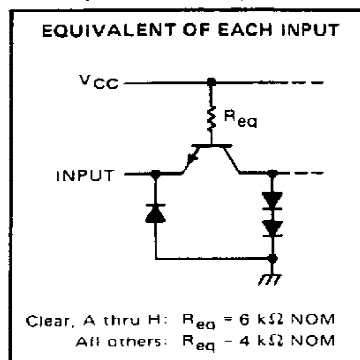 EQUIVALENT OF EACH INPUT
VCC
Req
INPUT
Clear, A thru H: Req = 6 kΩ NOM
All others: Req = 4 kΩ NOM